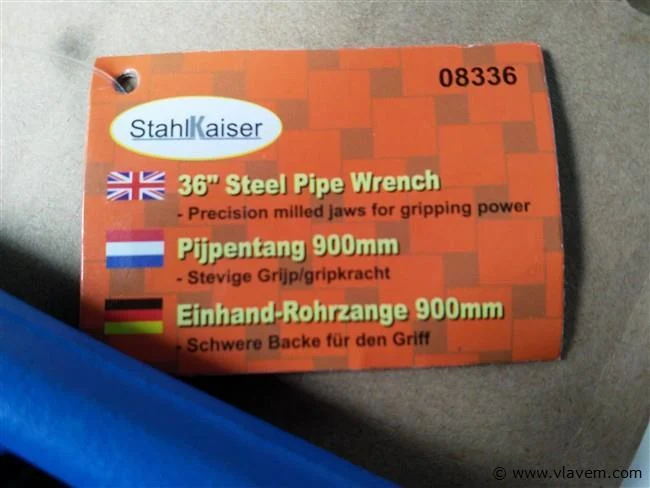 08336
StahlKaiser
36" Steel Pipe Wrench
- Precision milled jaws for gripping power
Pijpentang 900mm
- Stevige Grijp/gripkracht
Einhand-Rohrzange 900mm
- Schwere Backe für den Griff
© www.vlavem.com